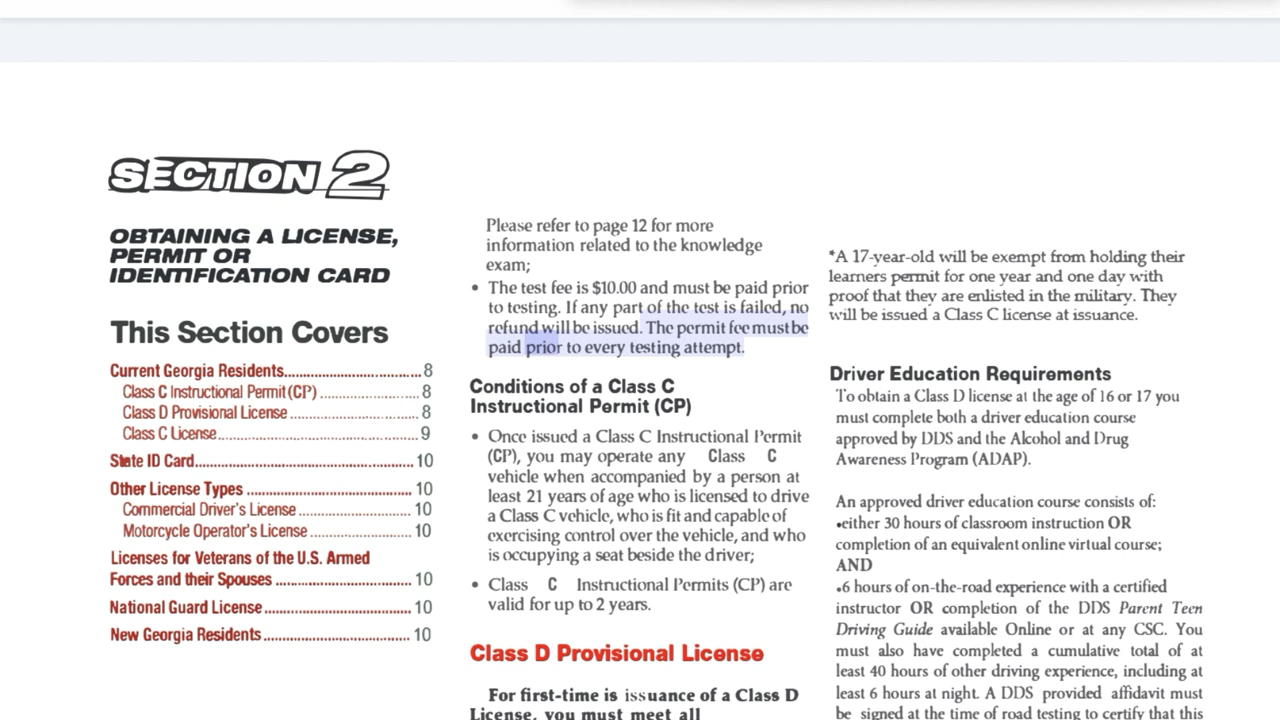 SECTION 2
OBTAINING A LICENSE,
PERMIT OR
IDENTIFICATION CARD
This Section Covers
Current Georgia Residents.................................8
Class C Instructional Permit (CP) .........................8
Class D Provisional License ...............................8
Class C License................................................9
State ID Card.....................................................10
Other License Types .........................................10
Commercial Driver's License ............................10
Motorcycle Operator's License .........................10
Licenses for Veterans of the U.S. Armed
Forces and their Spouses .................................10
National Guard License ....................................10
New Georgia Residents ....................................10
Please refer to page 12 for more
information related to the knowledge
exam;
• The test fee is $10.00 and must be paid prior
to testing. If any part of the test is failed, no
refund will be issued. The permit fee must be
paid prior to every testing attempt.
Conditions of a Class C
Instructional Permit (CP)
• Once issued a Class C Instructional Permit
(CP), you may operate any Class C
vehicle when accompanied by a person at
least 21 years of age who is licensed to drive
a Class C vehicle, who is fit and capable of
exercising control over the vehicle, and who
is occupying a seat beside the driver;
• Class C Instructional Permits (CP) are
valid for up to 2 years.
Class D Provisional License
For first-time is issuance of a Class D
License, you must meet all
*A 17-year-old will be exempt from holding their
learners permit for one year and one day with
proof that they are enlisted in the military. They
will be issued a Class C license at issuance.
Driver Education Requirements
To obtain a Class D license at the age of 16 or 17 you
must complete both a driver education course
approved by DDS and the Alcohol and Drug
Awareness Program (ADAP).
An approved driver education course consists of:
•either 30 hours of classroom instruction OR
completion of an equivalent online virtual course;
AND
•6 hours of on-the-road experience with a certified
instructor OR completion of the DDS Parent Teen
Driving Guide available Online or at any CSC. You
must also have completed a cumulative total of at
least 40 hours of other driving experience, including at
least 6 hours at night. A DDS provided affidavit must
be signed at the time of road testing to certify that this